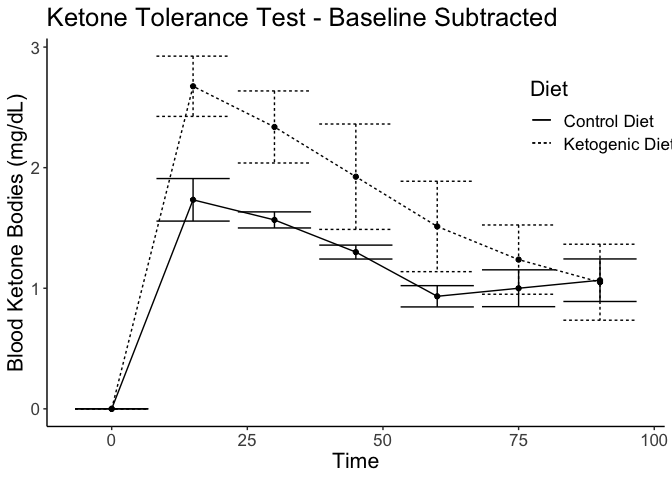 Ketone Tolerance Test - Baseline Subtracted
Blood Ketone Bodies (mg/dL)
3
2
1
0
Diet
Control Diet
Ketogenic Diet
0 25 50 75 100
Time